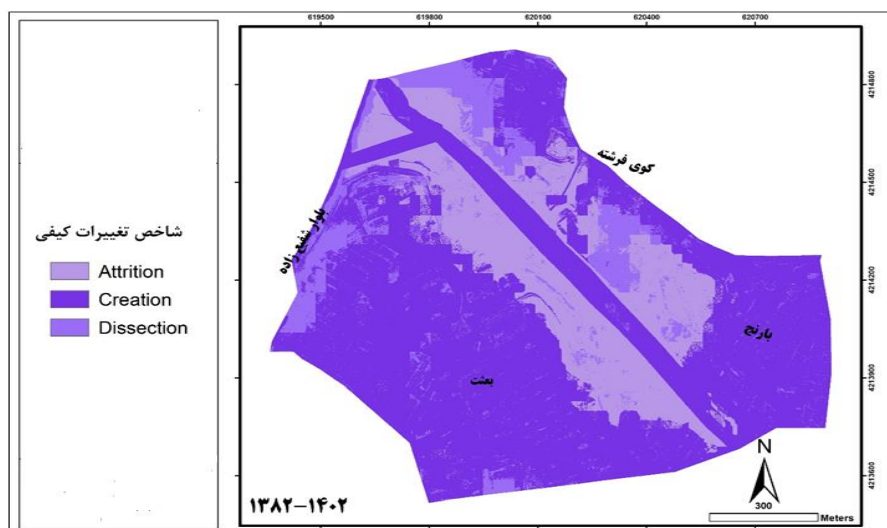 619500 619800 620100 620400 620700
4214800
4214500
4214200
4213900
4213600
شاخص تغییرات کیفی
Attrition
Creation
Dissection
کوی فرشته
بلوار شفیع زاده
بارنج
بعثت
۱۳۸۲-۱۴۰۲
N
300
Meters